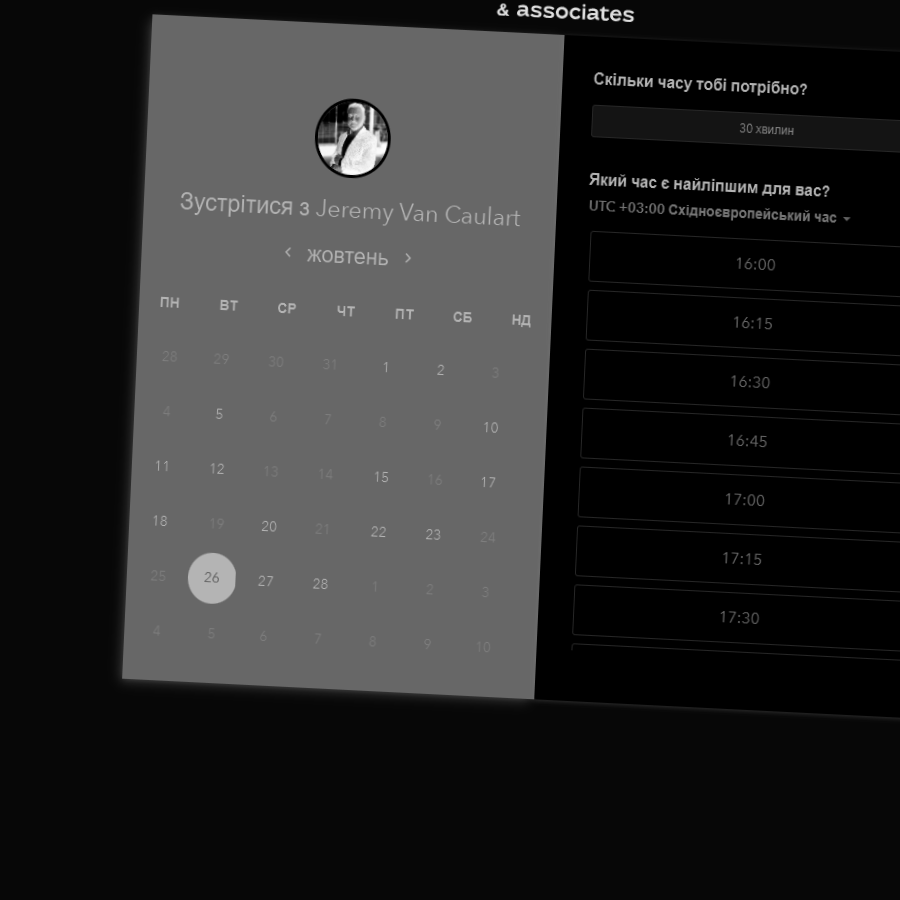 & associates
Зустрітися з Jeremy Van Caulart
‹ жовтень ›
ПН ВТ СР ЧТ ПТ СБ НД
28 29 30 31 1 2 3
4 5 6 7 8 9 10
11 12 13 14 15 16 17
18 19 20 21 22 23 24
25 26 27 28 1 2 3
4 5 6 7 8 9 10
Скільки часу тобі потрібно?
30 хвилин
Який час є найліпшим для вас?
UTC +03:00 Східноєвропейський час
16:00
16:15
16:30
16:45
17:00
17:15
17:30